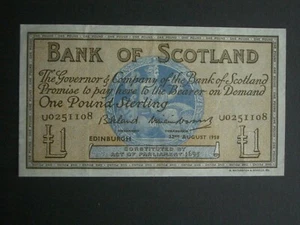 BANK OF SCOTLAND
The Governor & Company of the Bank of Scotland
Promise to pay here to the Bearer on Demand
One Pound Sterling
U0251108 U0251108
EDINBURGH AUGUST
£1 £1
CONSTITUTED BY
ACT OF PARLIAMENT 1695